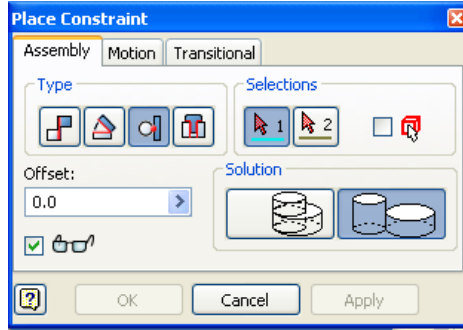 Place Constraint
Assembly Motion Transitional
Type
Selections
1 2
Offset:
0.0
Solution
?
OK Cancel Apply